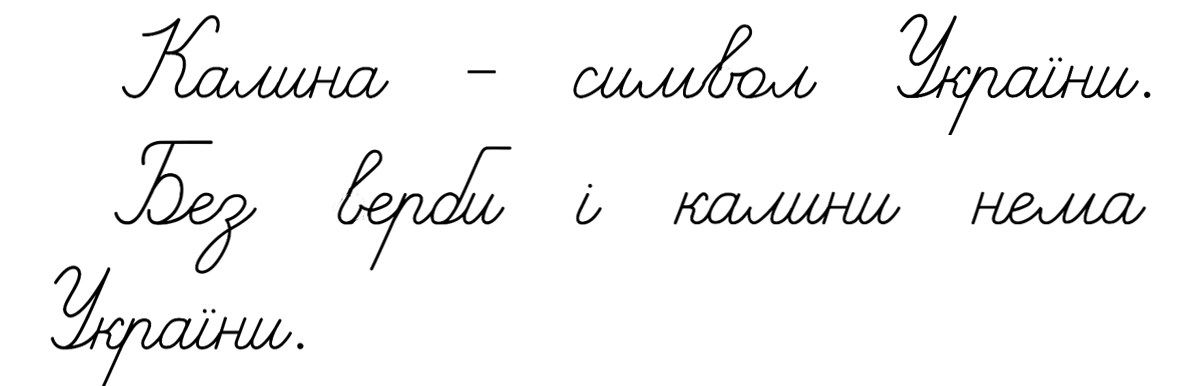 Калина – символ України.
Без верби і калини нема
України.